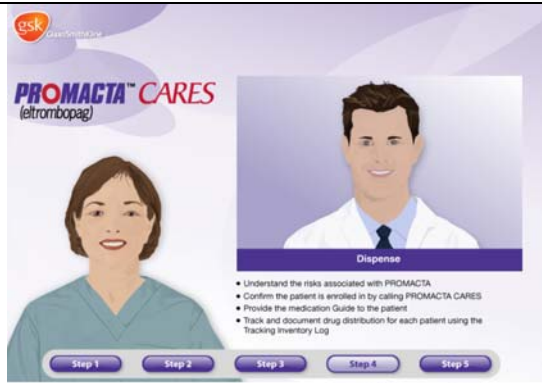 gsk
GlaxoSmithKline
PROMACTA™ CARES
(eltrombopag)
Dispense
• Understand the risks associated with PROMACTA
• Confirm the patient is enrolled in by calling PROMACTA CARES
• Provide the medication Guide to the patient
• Track and document drug distribution for each patient using the
Tracking Inventory Log
Step 1
Step 2
Step 3
Step 4
Step 5